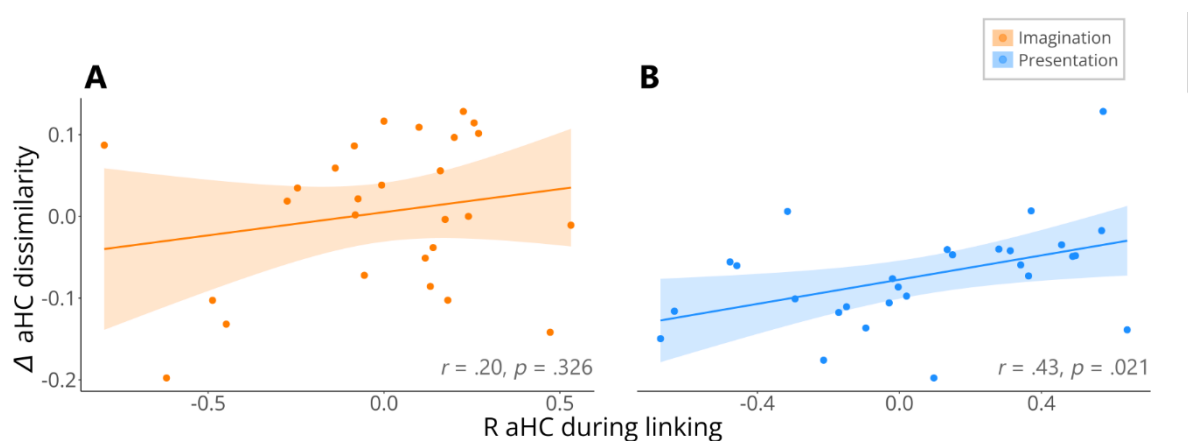 Imagination
Presentation
A
B
Δ aHC dissimilarity
0.1
0.0
-0.1
-0.2
r = .20, p = .326
r = .43, p = .021
-0.5
0.0
0.5
-0.4
0.0
0.4
R aHC during linking